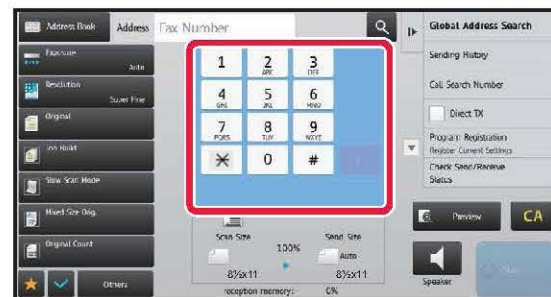 Address Book
Address
Fax Number
Exposure
Auto
Resolution
Super Fine
Original
Job Build
Slow Scan Mode
Mixed Size Orig.
Original Count
Others
1
2
ABC
3
DEF
4
GHI
5
JKL
6
MNO
7
PQRS
8
TUV
9
WXYZ
0
#
Scan Size
100%
Send Size
Auto
8½x11
8½x11
reception memory: 0%
Global Address Search
Sending History
Call Search Number
Direct TX
Program Registration
Register Current Settings
Check Send/Receive
Status
Preview
CA
Speaker